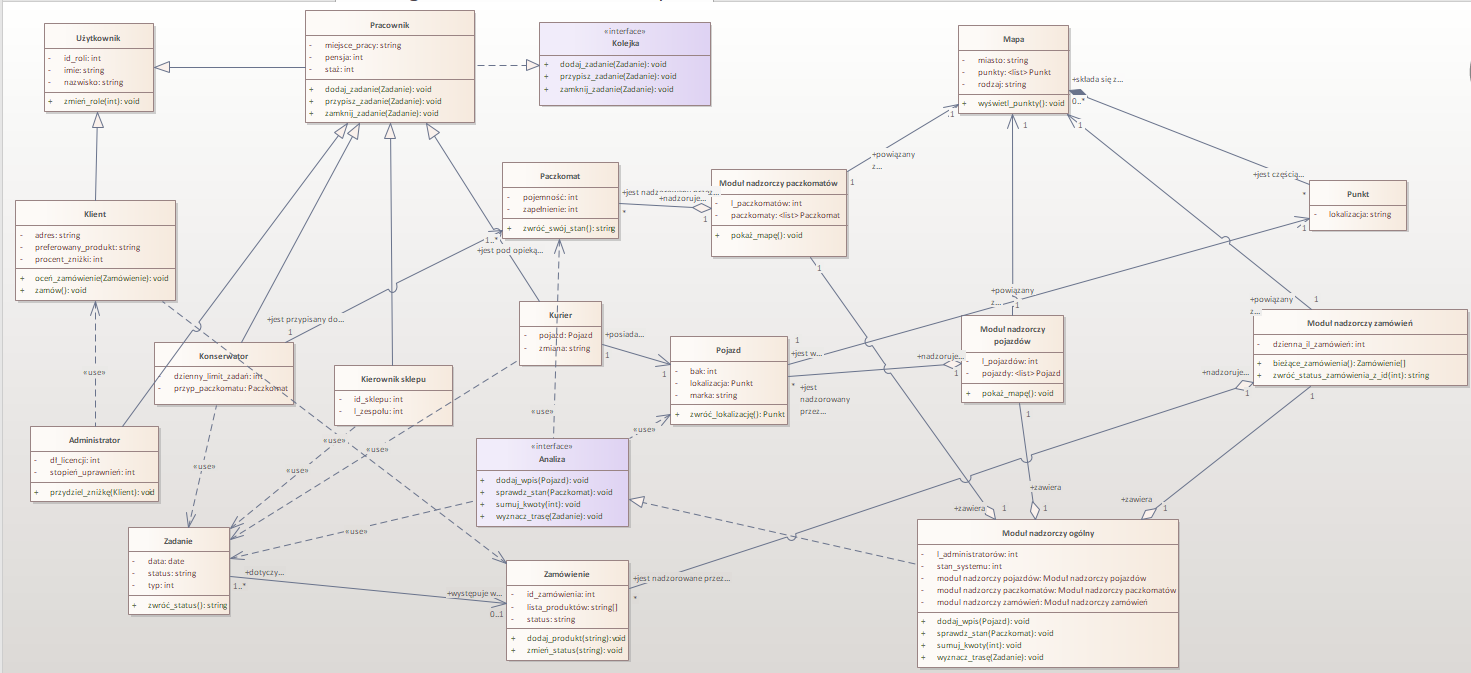 Użytkownik
- id_roli: int
- imie: string
- nazwisko: string
+ zmień_role(int): void
Pracownik
- miejsce_pracy: string
- pensja: int
- staż: int
+ dodaj_zadanie(Zadanie): void
+ przypisz_zadanie(Zadanie): void
+ zamknij_zadanie(Zadanie): void
«interface»
Kolejka
+ dodaj_zadanie(Zadanie): void
+ przypisz_zadanie(Zadanie): void
+ zamknij_zadanie(Zadanie): void
Mapa
- miasto: string
- punkty: <list> Punkt
- rodzaj: string
+ wyświetl_punkty(): void
+składa się z...
0..*
.1
1
1
+jest częścią...
*
Punkt
- lokalizacja: string
1
Paczkomat
- pojemność: int
- zapełnienie: int
+ zwróć_swój_stan(): string
1..*
+jest pod opieką...
*
+nadzoruje...
1
Moduł nadzorczy paczkomatów
- l_paczkomatów: int
- paczkomaty: <list> Paczkomat
+ pokaż_mapę(): void
+powiązany
z...
1
1
Klient
- adres: string
- preferowany_produkt: string
- procent_zniżki: int
+ oceń_zamówienie(Zamówienie): void
+ zamów(): void
«use»
+jest przypisany do...
1
Konserwator
- dzienny_limit_zadań: int
- przyp_paczkomatu: Paczkomat
Kierownik sklepu
- id_sklepu: int
- l_zespołu: int
Kurier
- pojazd: Pojazd
- zmiana: string
+posiada...
1
1
Pojazd
- bak: int
- lokalizacja: Punkt
- marka: string
+ zwróć_lokalizację(): Punkt
1
+jest w...
*
+jest
nadzorowany
przez...
+nadzoruje...
1
+powiązany
z...
1
Moduł nadzorczy
pojazdów
- l_pojazdów: int
- pojazdy: <list> Pojazd
+ pokaż_mapę(): void
1
+powiązany
z...
1
Moduł nadzorczy zamówień
- dzienna_il_zamówień: int
+ bieżące_zamówienia(): Zamówienie[]
+ zwróć_status_zamówienia_z_id(int): string
+nadzoruje...
1
1
Administrator
- dł_licencji: int
- stopień_uprawnień: int
+ przydziel_zniżkę(Klient): void
«use»
«use»
«use»
«use»
«use»
«use»
«use»
«interface»
Analiza
+ dodaj_wpis(Pojazd): void
+ sprawdz_stan(Paczkomat): void
+ sumuj_kwoty(int): void
+ wyznacz_trasę(Zadanie): void
Zadanie
- data: date
- status: string
- typ: int
+ zwróć_status(): string
+dotyczy...
1..*
+występuje w...
0..1
Zamówienie
- id_zamówienia: int
- lista_produktów: string[]
- status: string
+ dodaj_produkt(string): void
+ zmień_status(string): void
+jest nadzorowane przez...
*
+zawiera
1
+zawiera
1
+zawiera
1
Moduł nadzorczy ogólny
- l_administratorów: int
- stan_systemu: int
- moduł nadzorczy pojazdów: Moduł nadzorczy pojazdów
- moduł nadzorczy paczkomatów: Moduł nadzorczy paczkomatów
- moduł nadzorczy zamówień: Moduł nadzorczy zamówień
+ dodaj_wpis(Pojazd): void
+ sprawdz_stan(Paczkomat): void
+ sumuj_kwoty(int): void
+ wyznacz_trasę(Zadanie): void